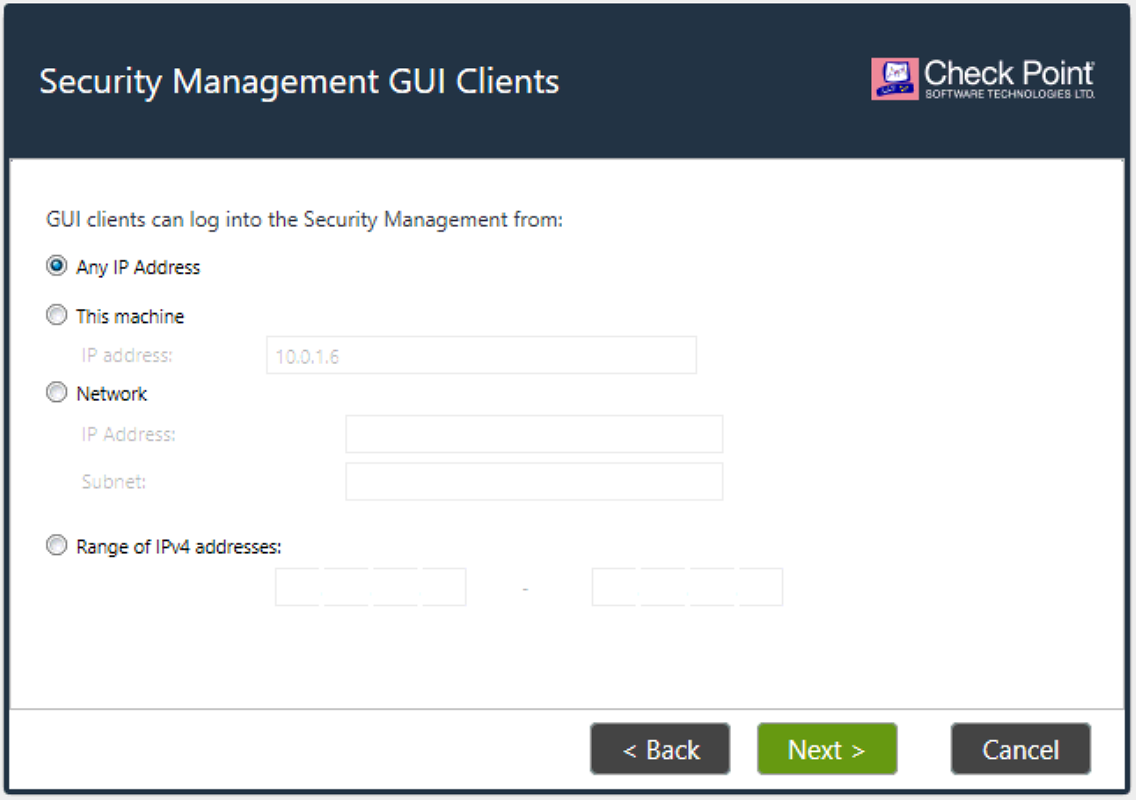 Security Management GUI Clients
Check Point
SOFTWARE TECHNOLOGIES LTD.
GUI clients can log into the Security Management from:
Any IP Address
This machine
IP address: 10.0.1.6
Network
IP Address:
Subnet:
Range of IPv4 addresses:
-
< Back Next > Cancel